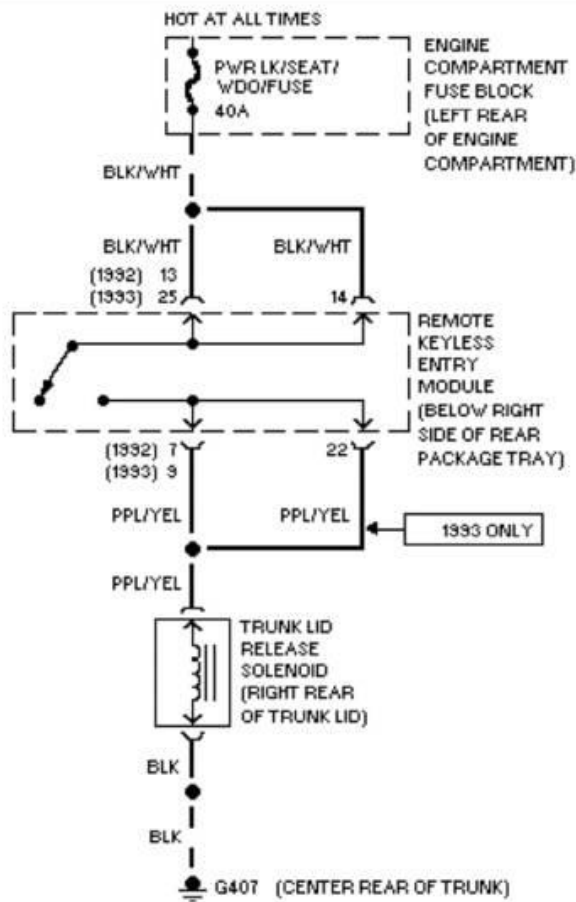 HOT AT ALL TIMES
PWR LK/SEAT/
WDO/FUSE
40A
ENGINE
COMPARTMENT
FUSE BLOCK
(LEFT REAR
OF ENGINE
COMPARTMENT)
BLK/WHT
BLK/WHT
BLK/WHT
(1992) 13
(1993) 25
14
REMOTE
KEYLESS
ENTRY
MODULE
(BELOW RIGHT
SIDE OF REAR
PACKAGE TRAY)
(1992) 7
(1993) 9
22
PPL/YEL
PPL/YEL
1993 ONLY
PPL/YEL
TRUNK LID
RELEASE
SOLENOID
(RIGHT REAR
OF TRUNK LID)
BLK
BLK
G407 (CENTER REAR OF TRUNK)